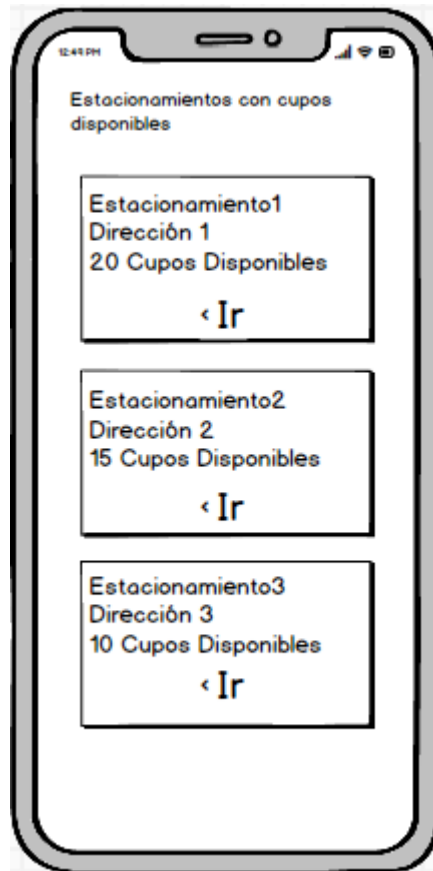 12:49 PM
Estacionamientos con cupos
disponibles
Estacionamiento1
Dirección 1
20 Cupos Disponibles
‹ Ir
Estacionamiento2
Dirección 2
15 Cupos Disponibles
‹ Ir
Estacionamiento3
Dirección 3
10 Cupos Disponibles
‹ Ir